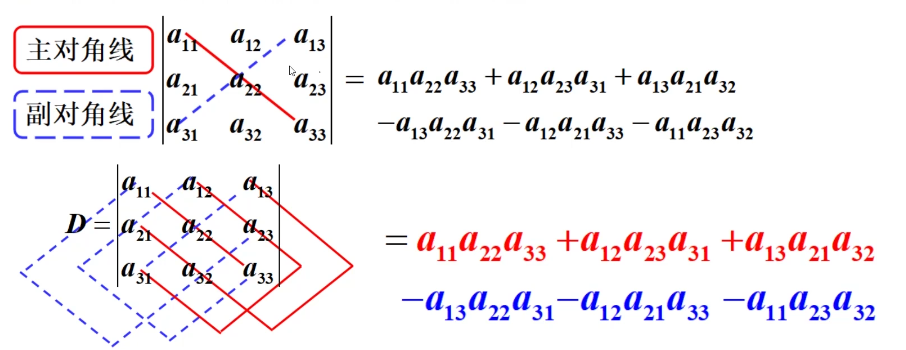 主对角线
副对角线
a11 a12 a13
a21 a22 a23
a31 a32 a33
= a11a22a33 + a12a23a31 + a13a21a32
−a13a22a31 − a12a21a33 − a11a23a32
a11 a12 a13
D = a21 a22 a23
a31 a32 a33
= a11a22a33 + a12a23a31 + a13a21a32
−a13a22a31 − a12a21a33 − a11a23a32